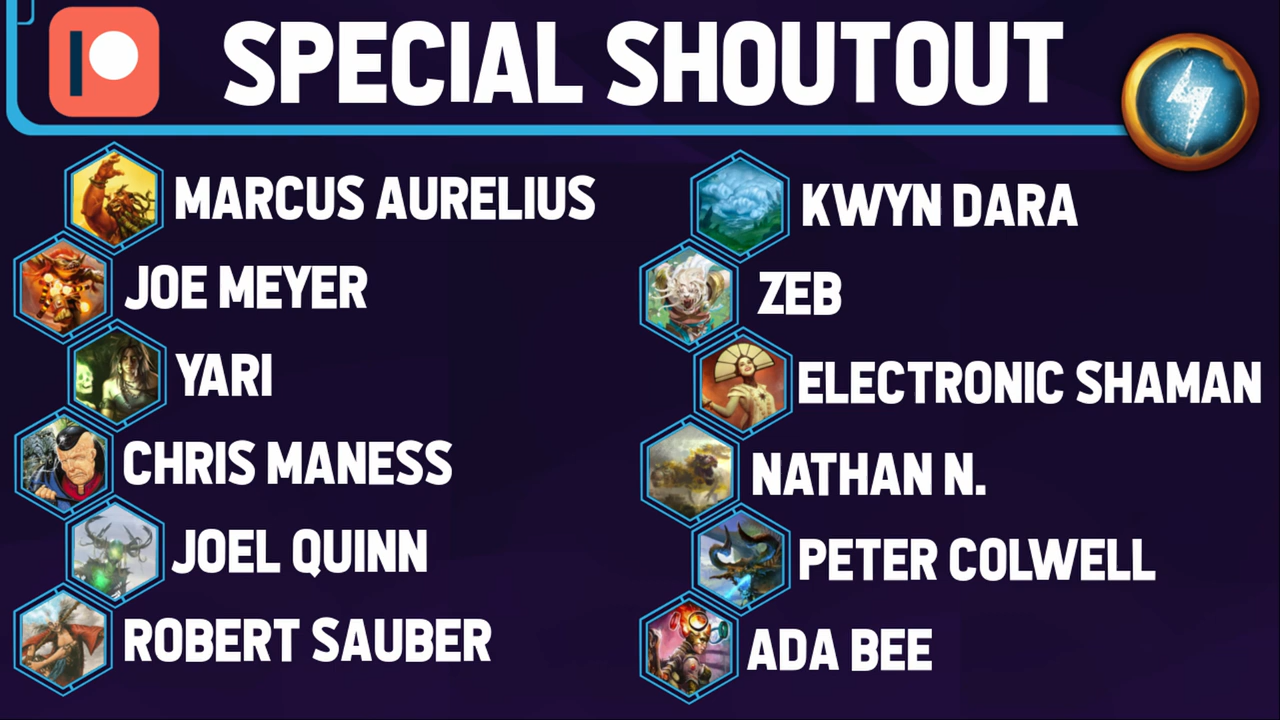 SPECIAL SHOUTOUT
MARCUS AURELIUS
JOE MEYER
YARI
CHRIS MANESS
JOEL QUINN
ROBERT SAUBER
KWYN DARA
ZEB
ELECTRONIC SHAMAN
NATHAN N.
PETER COLWELL
ADA BEE